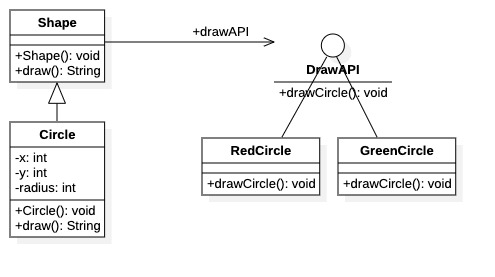 Shape
+Shape(): void
+draw(): String
+drawAPI
DrawAPI
+drawCircle(): void
Circle
-x: int
-y: int
-radius: int
+Circle(): void
+draw(): String
RedCircle
+drawCircle(): void
GreenCircle
+drawCircle(): void